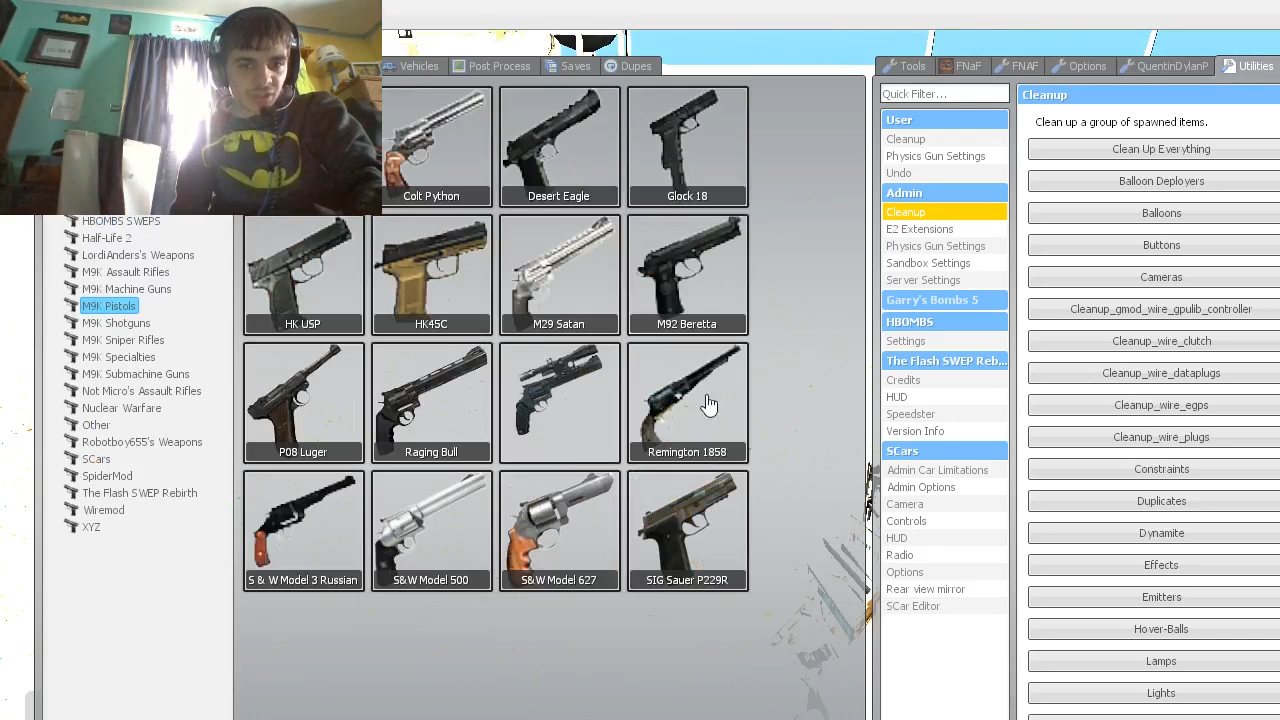 Vehicles
Post Process
Saves
Dupes
Tools
FNaF
FNAF
Options
QuentinDylanP
Utilities
HBOMBS SWEPS
Half-Life 2
LordiAnders's Weapons
M9K Assault Rifles
M9K Machine Guns
M9K Pistols
M9K Shotguns
M9K Sniper Rifles
M9K Specialties
M9K Submachine Guns
Not Micro's Assault Rifles
Nuclear Warfare
Other
Robotboy655's Weapons
SCars
SpiderMod
The Flash SWEP Rebirth
Wiremod
XYZ
Colt Python
Desert Eagle
Glock 18
HK USP
HK45C
M29 Satan
M92 Beretta
P08 Luger
Raging Bull
Remington 1858
S & W Model 3 Russian
S&W Model 500
S&W Model 627
SIG Sauer P229R
Quick Filter...
User
Cleanup
Physics Gun Settings
Undo
Admin
Cleanup
E2 Extensions
Physics Gun Settings
Sandbox Settings
Server Settings
Garry's Bombs 5
HBOMBS
Settings
The Flash SWEP Reb...
Credits
HUD
Speedster
Version Info
SCars
Admin Car Limitations
Admin Options
Camera
Controls
HUD
Radio
Options
Rear view mirror
SCar Editor
Cleanup
Clean up a group of spawned items.
Clean Up Everything
Balloon Deployers
Balloons
Buttons
Cameras
Cleanup_gmod_wire_gpulib_controller
Cleanup_wire_clutch
Cleanup_wire_dataplugs
Cleanup_wire_egps
Cleanup_wire_plugs
Constraints
Duplicates
Dynamite
Effects
Emitters
Hover-Balls
Lamps
Lights